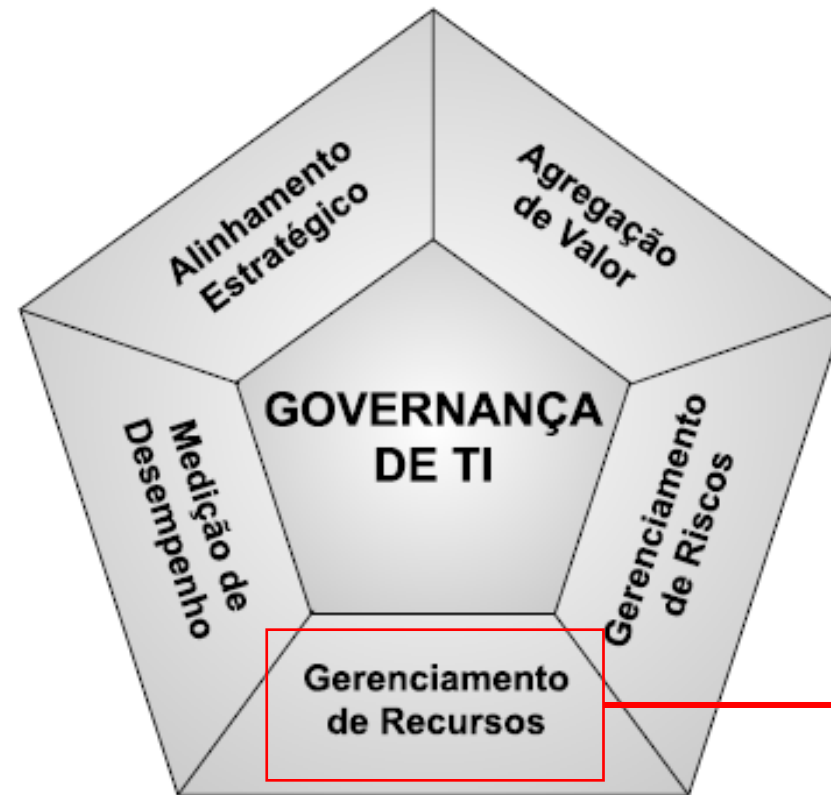 Alinhamento
Estratégico
Agregação
de Valor
GOVERNANÇA
DE TI
Medição de
Desempenho
Gerenciamento
de Riscos
Gerenciamento
de Recursos